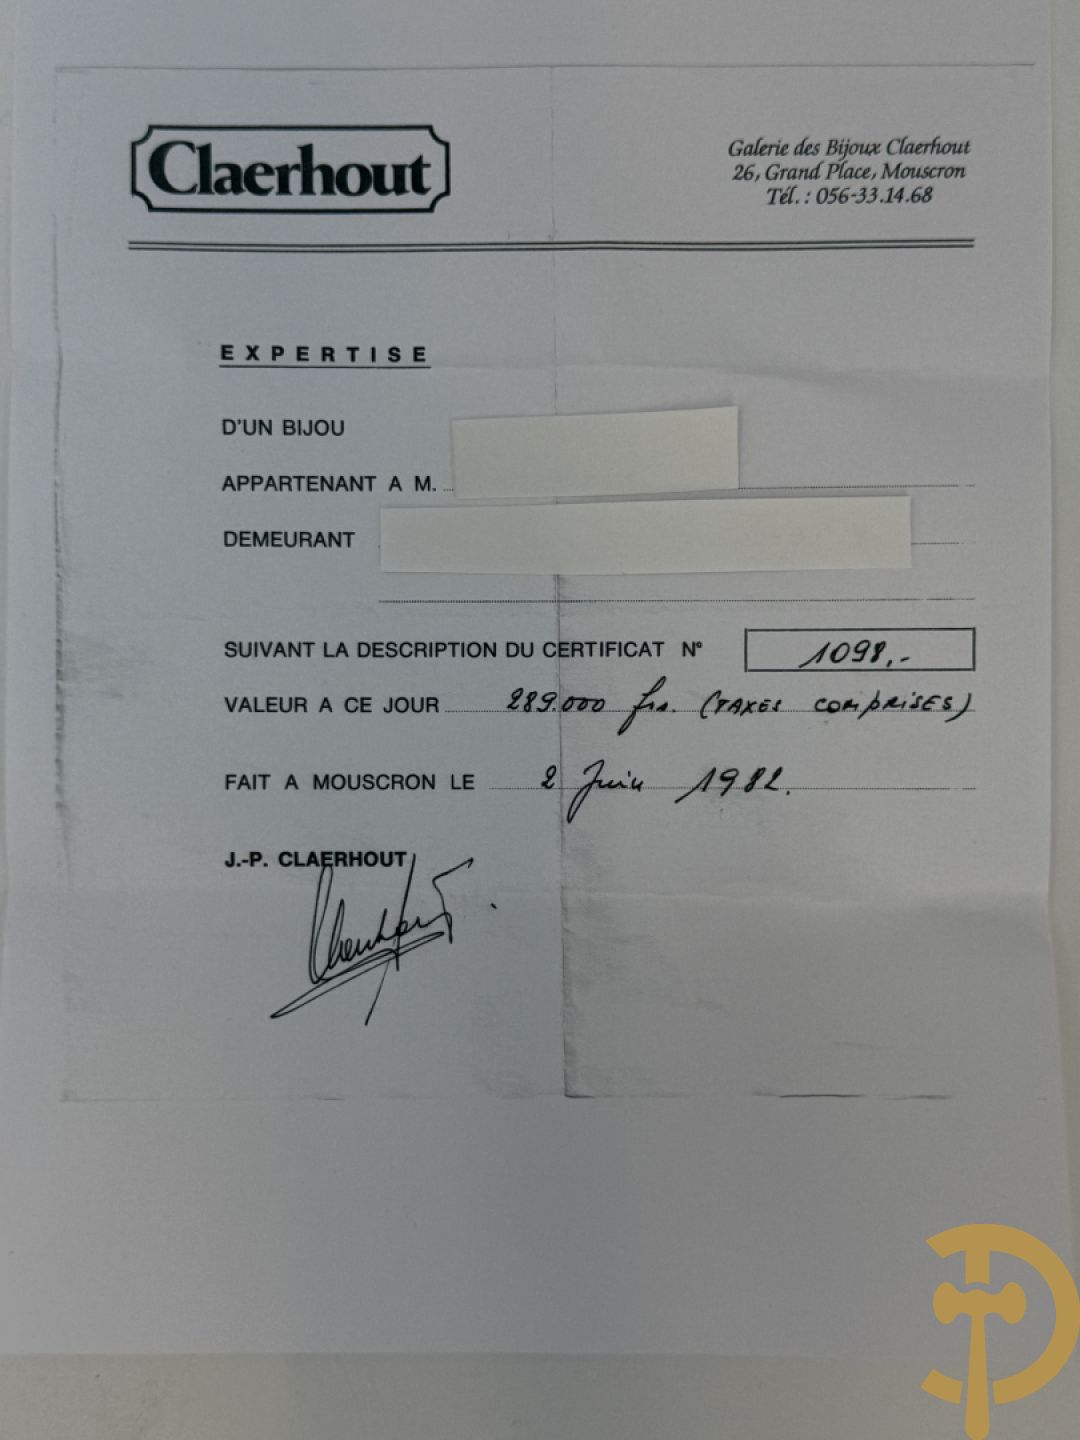 Claerhout
Galerie des Bijoux Claerhout
26, Grand Place, Mouscron
Tél. : 056-33.14.68
EXPERTISE
D'UN BIJOU
APPARTENANT A M.
DEMEURANT
SUIVANT LA DESCRIPTION DU CERTIFICAT N° 1098,-
VALEUR A CE JOUR 289.000 frs. (TAXES COMPRISES)
FAIT A MOUSCRON LE 2 Juin 1982.
J.-P. CLAERHOUT
Claerhout